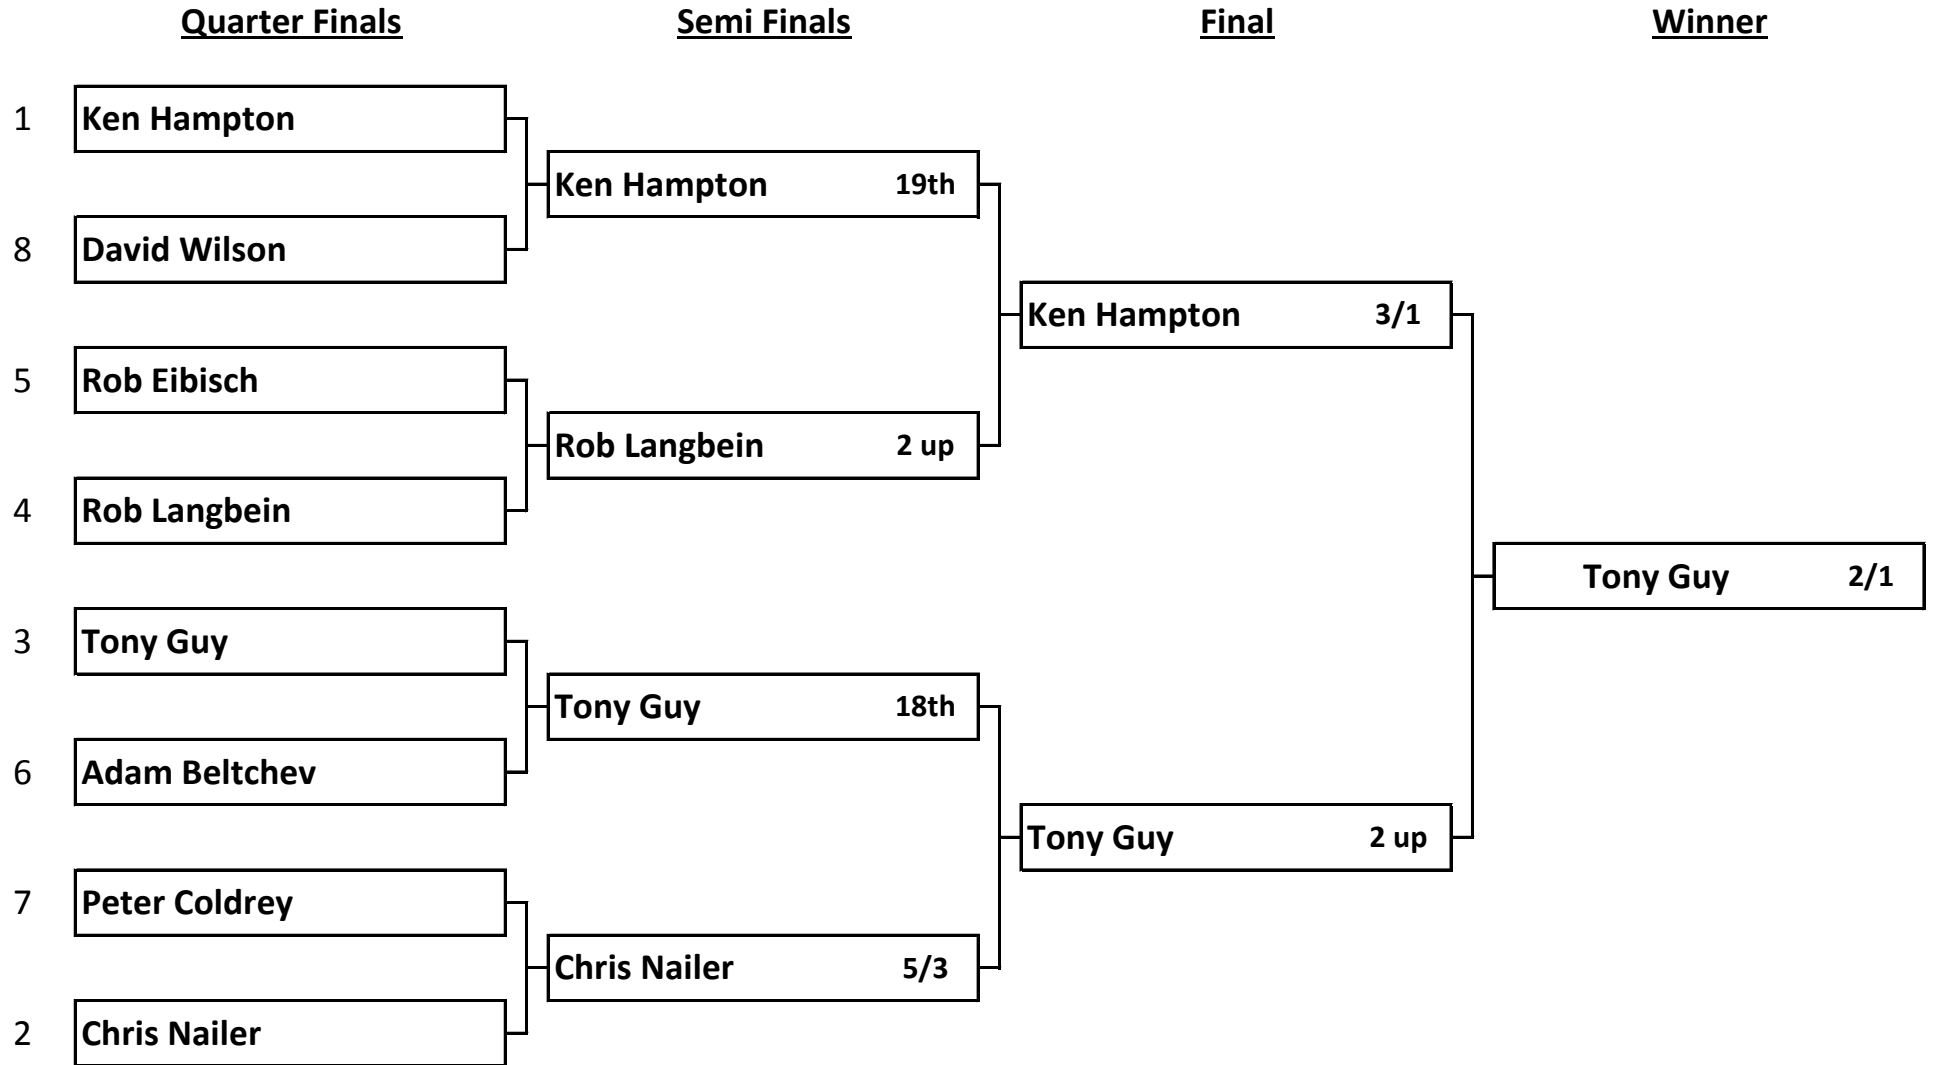 Quarter Finals Semi Finals Final Winner
1 Ken Hampton
Ken Hampton 19th
8 David Wilson
Ken Hampton 3/1
5 Rob Eibisch
Rob Langbein 2 up
4 Rob Langbein
Tony Guy 2/1
3 Tony Guy
Tony Guy 18th
6 Adam Beltchev
Tony Guy 2 up
7 Peter Coldrey
Chris Nailer 5/3
2 Chris Nailer